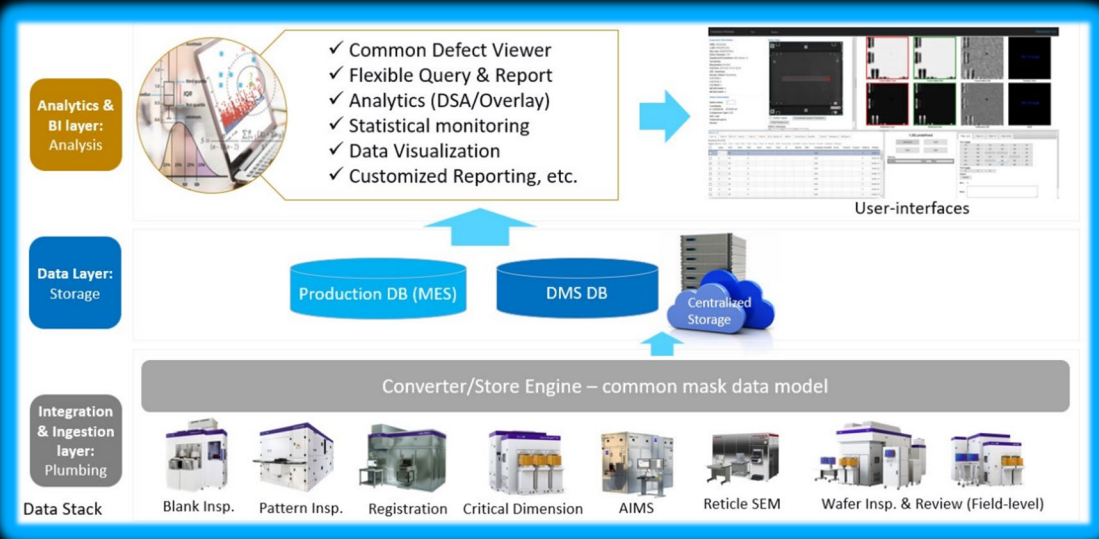 Analytics &
BI layer:
Analysis
✓ Common Defect Viewer
✓ Flexible Query & Report
✓ Analytics (DSA/Overlay)
✓ Statistical monitoring
✓ Data Visualization
✓ Customized Reporting, etc.
IQR
User-interfaces
Data Layer:
Storage
Production DB (MES)
DMS DB
Centralized
Storage
Integration
& Ingestion
layer:
Plumbing
Converter/Store Engine – common mask data model
Blank Insp.
Pattern Insp.
Registration
Critical Dimension
AIMS
Reticle SEM
Wafer Insp. & Review (Field-level)
Data Stack